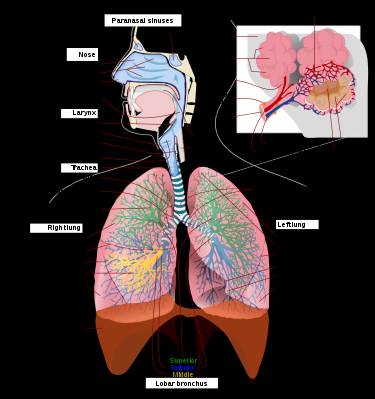 Paranasal sinuses
Nose
Larynx
Trachea
Right lung
Left lung
Superior
Inferior
Middle
Lobar bronchus